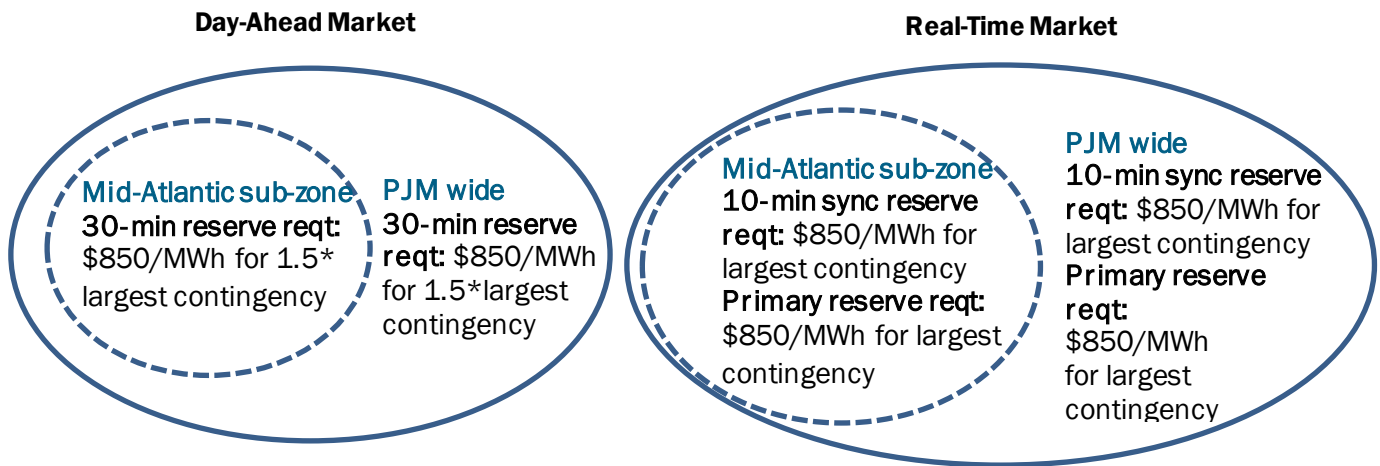 Day-Ahead Market
Mid-Atlantic sub-zone
30-min reserve reqt:
$850/MWh for 1.5*
largest contingency
PJM wide
30-min reserve
reqt: $850/MWh
for 1.5*largest
contingency
Real-Time Market
Mid-Atlantic sub-zone
10-min sync reserve
reqt: $850/MWh for
largest contingency
Primary reserve reqt:
$850/MWh for largest
contingency
PJM wide
10-min sync reserve
reqt: $850/MWh for
largest contingency
Primary reserve
reqt:
$850/MWh
for largest
contingency